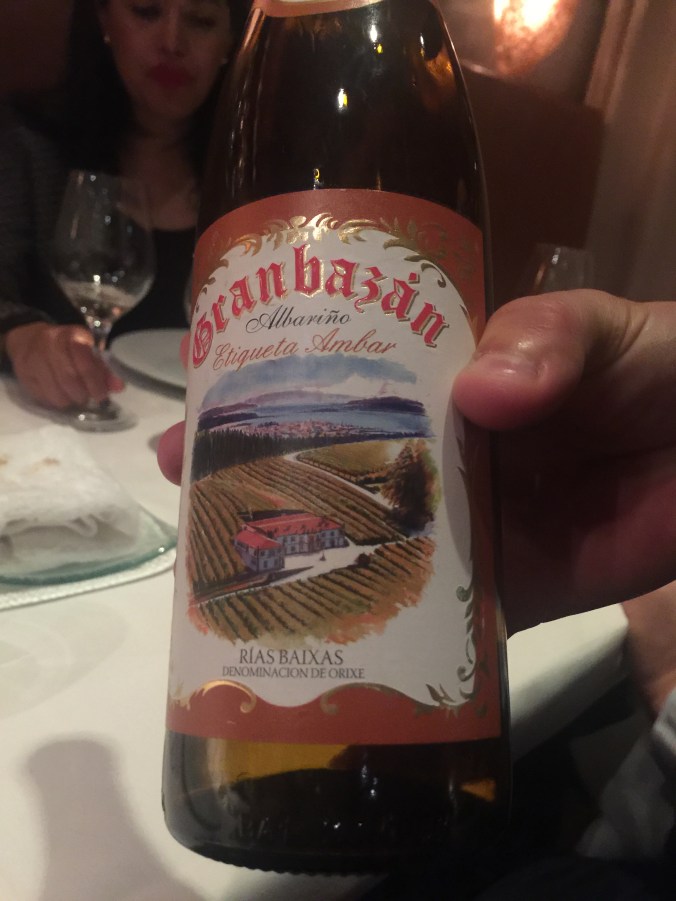 Granbazán
Albariño
Etiqueta Ambar
RÍAS BAIXAS
DENOMINACION DE ORIXE